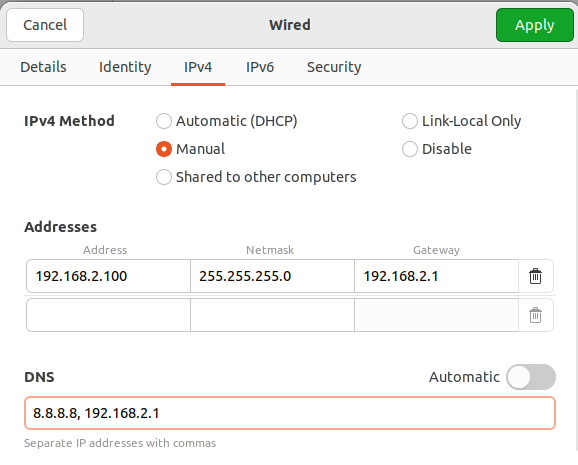 Cancel Wired Apply
Details Identity IPv4 IPv6 Security
IPv4 Method Automatic (DHCP) Link-Local Only
Manual Disable
Shared to other computers
Addresses
Address Netmask Gateway
192.168.2.100 255.255.255.0 192.168.2.1
DNS Automatic
8.8.8.8, 192.168.2.1
Separate IP addresses with commas